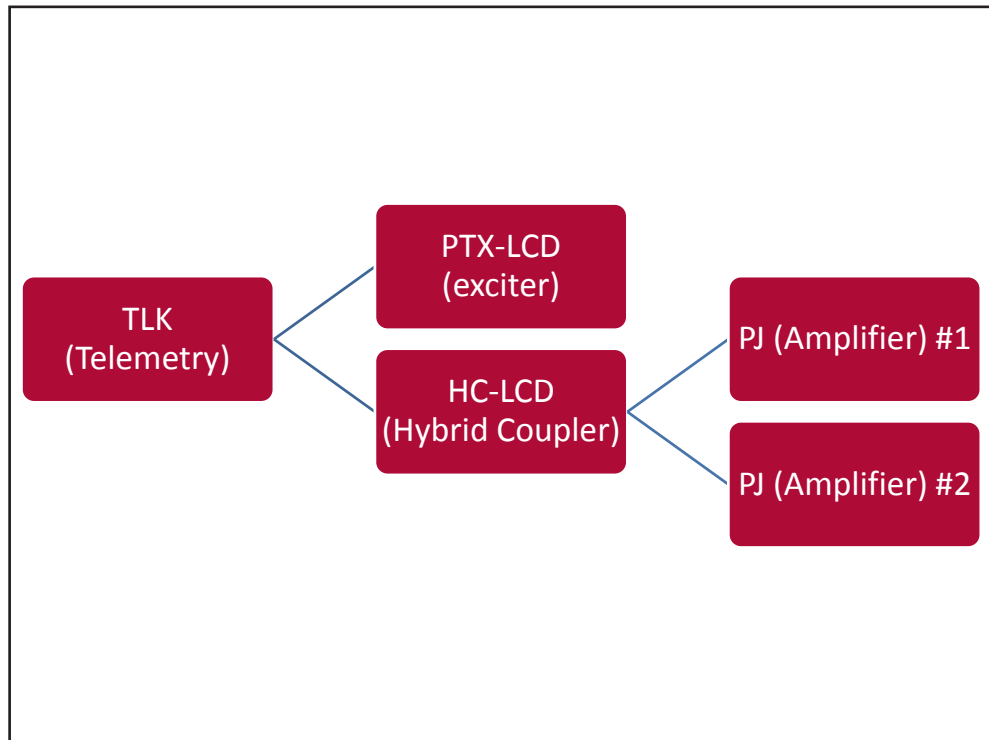 TLK
(Telemetry)
PTX-LCD
(exciter)
HC-LCD
(Hybrid Coupler)
PJ (Amplifier) #1
PJ (Amplifier) #2